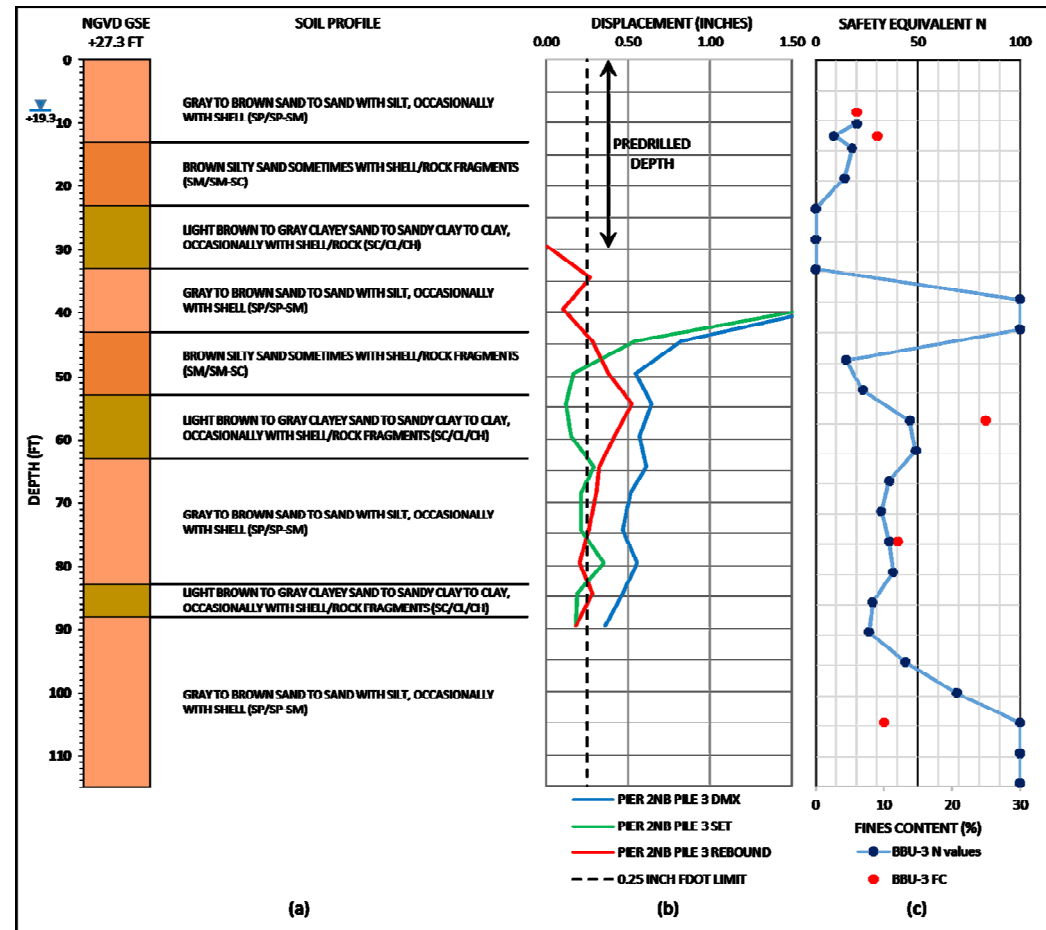 NGVD GSE
+27.3 FT
SOIL PROFILE
DISPLACEMENT (INCHES)
SAFETY EQUIVALENT N
0.00 0.50 1.00 1.50
0 50 100
DEPTH (FT)
0
10
20
30
40
50
60
70
80
90
100
110
+19.3
GRAY TO BROWN SAND TO SAND WITH SILT, OCCASIONALLY
WITH SHELL (SP/SP-SM)
BROWN SILTY SAND SOMETIMES WITH SHELL/ROCK FRAGMENTS
(SM/SM-SC)
LIGHT BROWN TO GRAY CLAYEY SAND TO SANDY CLAY TO CLAY,
OCCASIONALLY WITH SHELL/ROCK (SC/CL/CH)
GRAY TO BROWN SAND TO SAND WITH SILT, OCCASIONALLY
WITH SHELL (SP/SP-SM)
BROWN SILTY SAND SOMETIMES WITH SHELL/ROCK FRAGMENTS
(SM/SM-SC)
LIGHT BROWN TO GRAY CLAYEY SAND TO SANDY CLAY TO CLAY,
OCCASIONALLY WITH SHELL/ROCK FRAGMENTS (SC/CL/CH)
GRAY TO BROWN SAND TO SAND WITH SILT, OCCASIONALLY
WITH SHELL (SP/SP-SM)
LIGHT BROWN TO GRAY CLAYEY SAND TO SANDY CLAY TO CLAY,
OCCASIONALLY WITH SHELL/ROCK FRAGMENTS (SC/CL/CH)
GRAY TO BROWN SAND TO SAND WITH SILT, OCCASIONALLY
WITH SHELL (SP/SP-SM)
PREDRILLED
DEPTH
PIER 2NB PILE 3 DMX
PIER 2NB PILE 3 SET
PIER 2NB PILE 3 REBOUND
0.25 INCH FDOT LIMIT
0 10 20 30
FINES CONTENT (%)
BBU-3 N values
BBU-3 FC
(a)
(b)
(c)